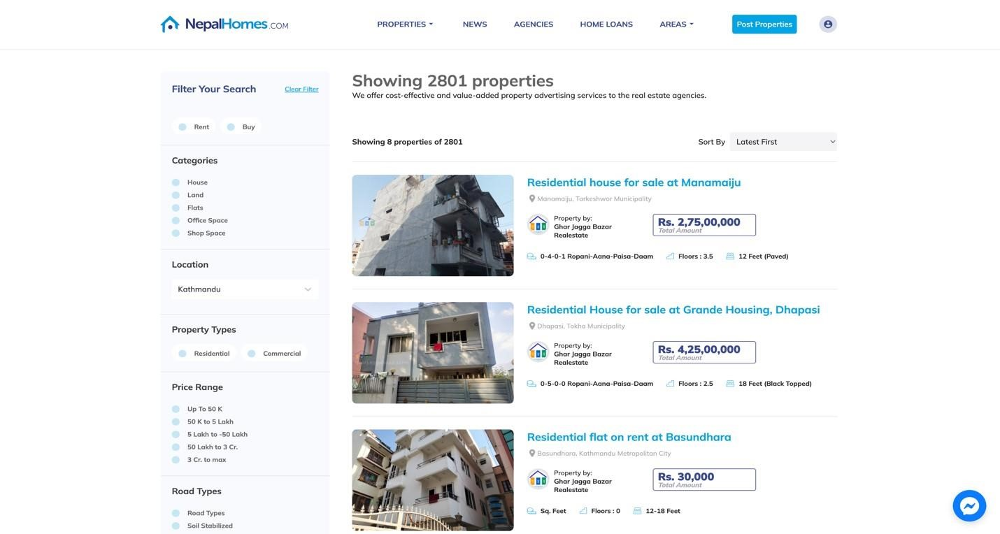 NepalHomes.COM
PROPERTIES
NEWS
AGENCIES
HOME LOANS
AREAS
Post Properties
Filter Your Search
Clear Filter
Rent
Buy
Categories
House
Land
Flats
Office Space
Shop Space
Location
Kathmandu
Property Types
Residential
Commercial
Price Range
Up To 50 K
50 K to 5 Lakh
5 Lakh to -50 Lakh
50 Lakh to 3 Cr.
3 Cr. to max
Road Types
Road Types
Soil Stabilized
Showing 2801 properties
We offer cost-effective and value-added property advertising services to the real estate agencies.
Showing 8 properties of 2801
Sort By
Latest First
Residential house for sale at Manamaiju
Manamaiju, Tarkeshwor Municipality
Property by:
Ghar Jagga Bazar
Realestate
Rs. 2,75,00,000
Total Amount
0-4-0-1 Ropani-Aana-Paisa-Daam
Floors : 3.5
12 Feet (Paved)
Residential House for sale at Grande Housing, Dhapasi
Dhapasi, Tokha Municipality
Property by:
Ghar Jagga Bazar
Realestate
Rs. 4,25,00,000
Total Amount
0-5-0-0 Ropani-Aana-Paisa-Daam
Floors : 2.5
18 Feet (Black Topped)
Residential flat on rent at Basundhara
Basundhara, Kathmandu Metropolitan City
Property by:
Ghar Jagga Bazar
Realestate
Rs. 30,000
Total Amount
Sq. Feet
Floors : 0
12-18 Feet